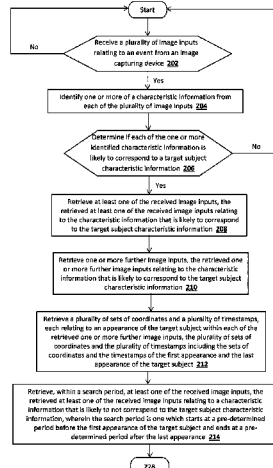 Start
Receive a plurality of image inputs
relating to an event from an image
capturing device 202
No
Yes
Identify one or more of a characteristic information from
each of the plurality of image inputs 204
Determine if each of the one or more
identified characteristic information is
likely to correspond to a target subject
characteristic information 206
No
Yes
Retrieve at least one of the received image inputs, the
retrieved at least one of the received image inputs relating
to the characteristic information that is likely to correspond
to the target subject characteristic information 208
Retrieve one or more further image inputs, the retrieved one
or more further image inputs relating to the characteristic
information that is likely to correspond to the target subject
characteristic information 210
Retrieve a plurality of sets of coordinates and a plurality of timestamps,
each relating to an appearance of the target subject within each of the
retrieved one or more further image inputs, the plurality of sets of
coordinates and the plurality of timestamps including the sets of
coordinates and the timestamps of the first appearance and the last
appearance of the target subject 212
Retrieve, within a search period, at least one of the received image inputs, the
retrieved at least one of the received image inputs relating to a
characteristic information that is likely to not correspond to the target subject
characteristic information, wherein the search period is one which starts at a pre-determined
period before the first appearance of the target subject and ends at a
pre-determined period after the last appearance 214
226